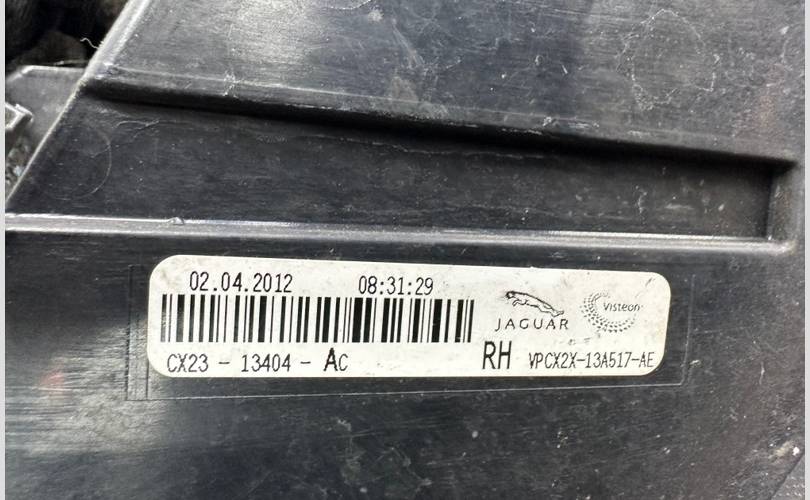 02.04.2012 08:31:29
JAGUAR
Visteon
CX23 - 13404 - AC
RH VPCX2X-13A517-AE